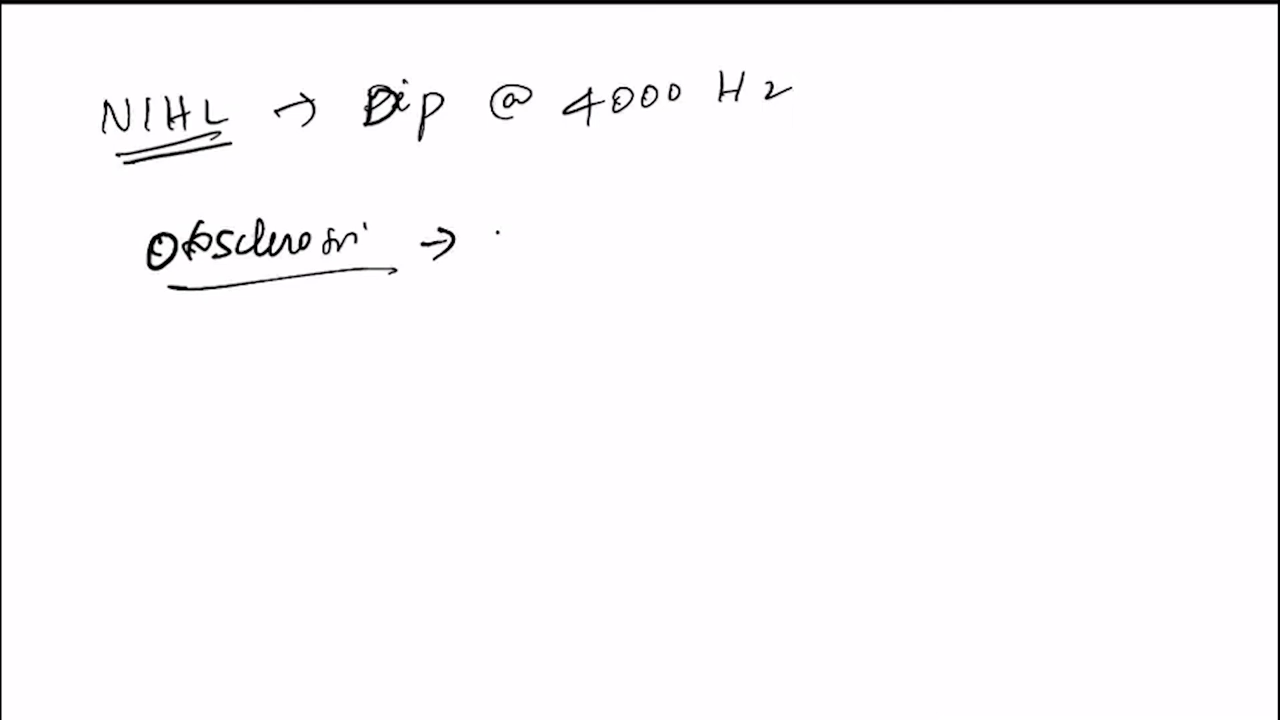 NIHL → Dip @ 4000 Hz
Otosclerosis →